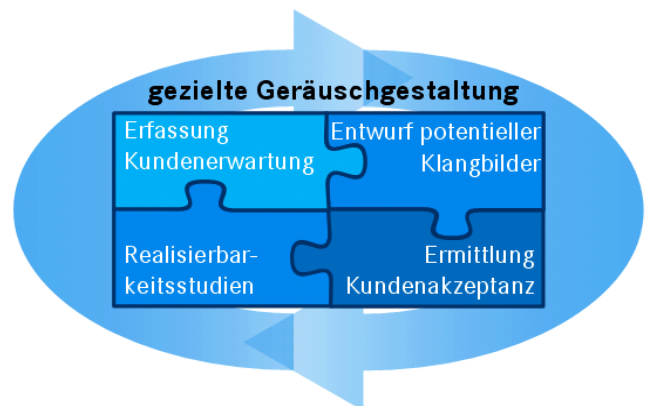 gezielte Geräuschgestaltung
Erfassung
Kundenerwartung
Entwurf potentieller
Klangbilder
Realisierbar-
keitsstudien
Ermittlung
Kundenakzeptanz